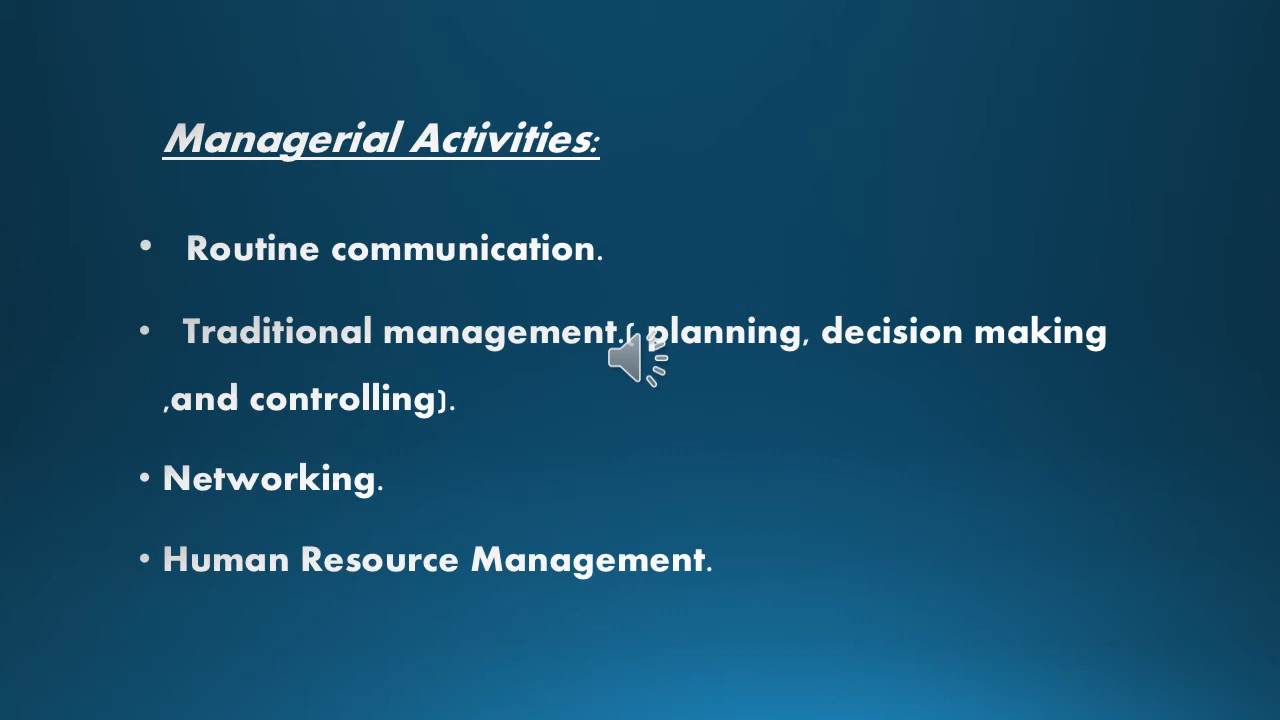 Managerial Activities:
• Routine communication.
• Traditional management.( planning, decision making
,and controlling).
• Networking.
• Human Resource Management.